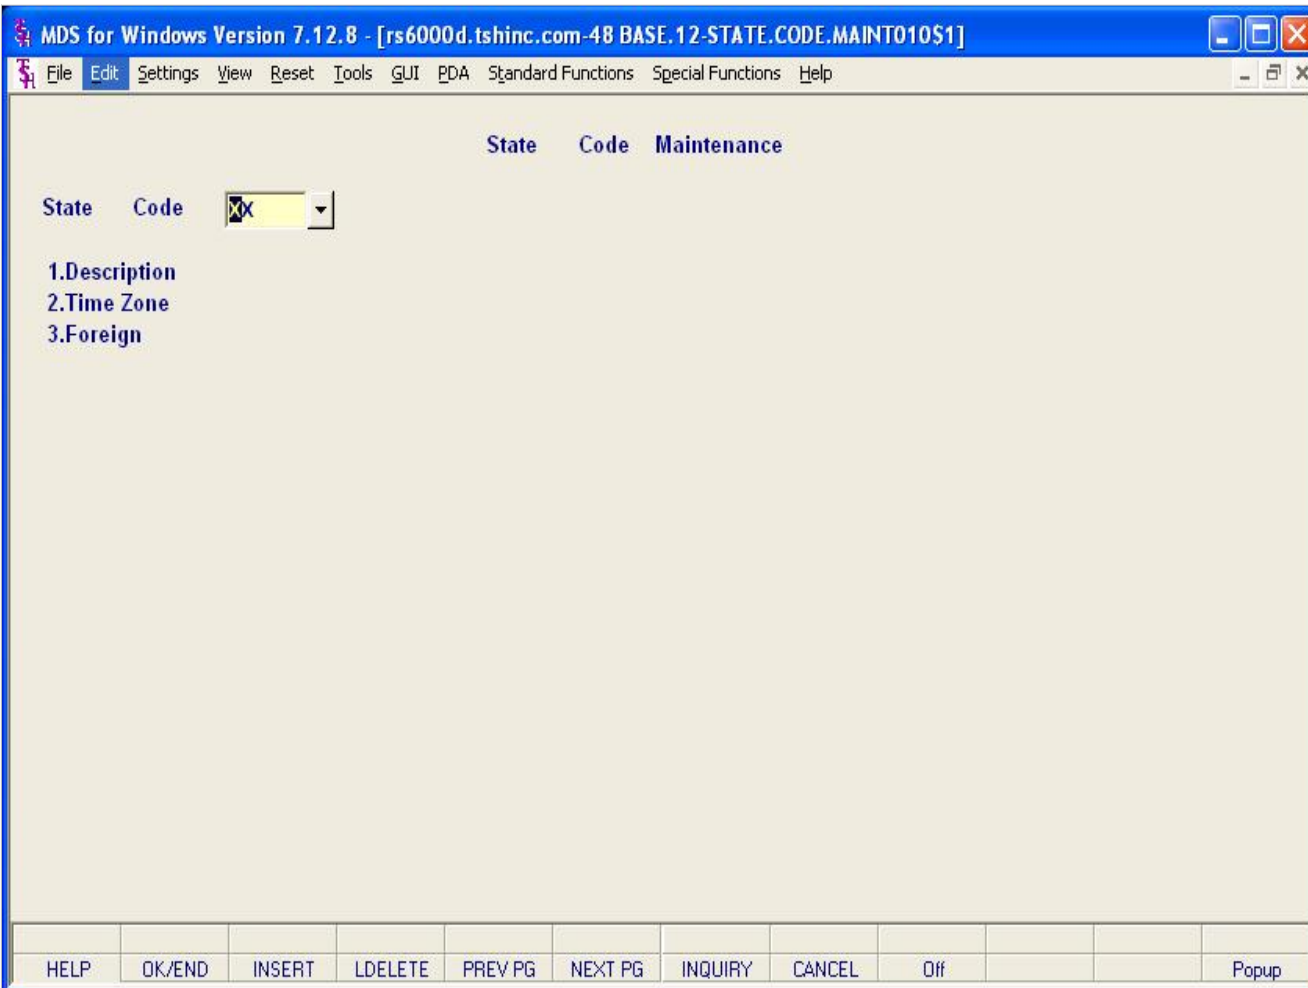 MDS for Windows Version 7.12.8 - [rs6000d.tshinc.com-48 BASE.12-STATE.CODE.MAINT010$1]
File Edit Settings View Reset Tools GUI PDA Standard Functions Special Functions Help
State Code Maintenance
State Code XX
1.Description
2.Time Zone
3.Foreign
HELP OK/END INSERT LDELETE PREV PG NEXT PG INQUIRY CANCEL Off Popup